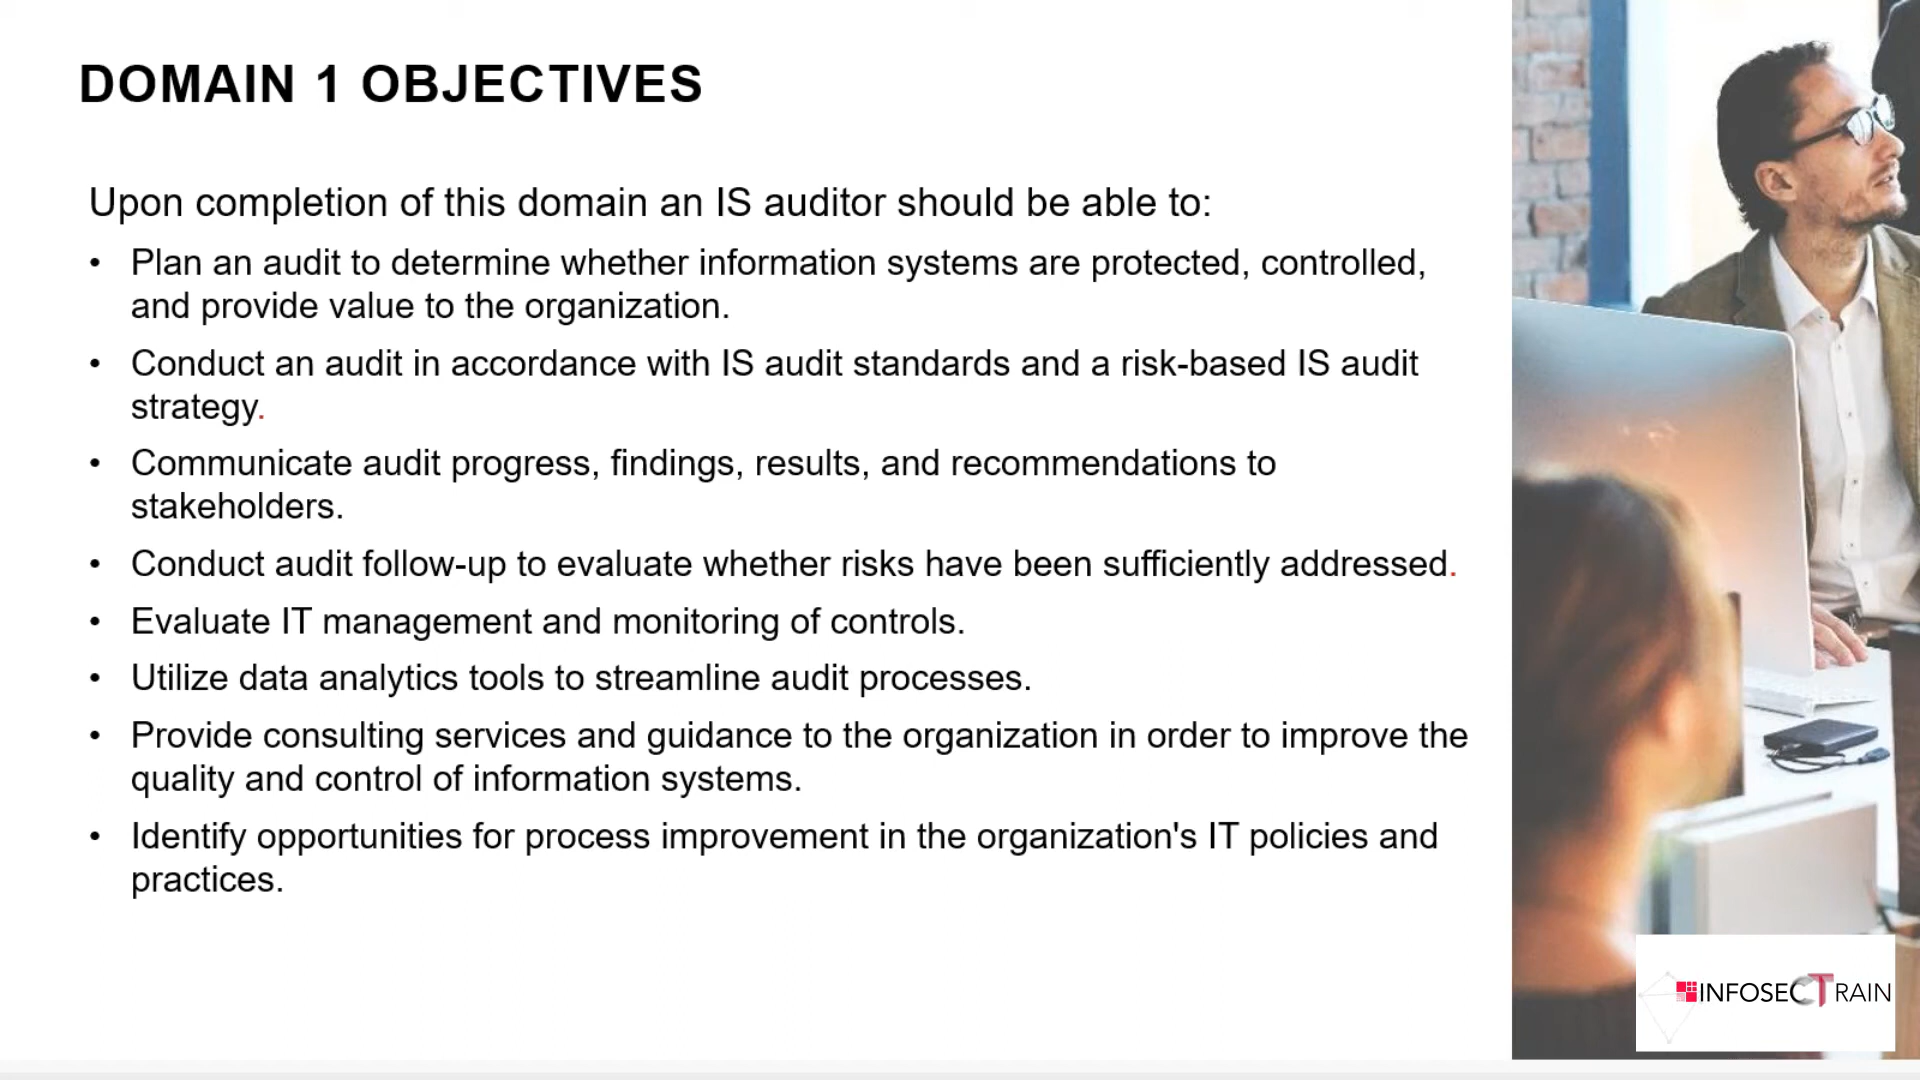 DOMAIN 1 OBJECTIVES
Upon completion of this domain an IS auditor should be able to:
• Plan an audit to determine whether information systems are protected, controlled,
and provide value to the organization.
• Conduct an audit in accordance with IS audit standards and a risk-based IS audit
strategy.
• Communicate audit progress, findings, results, and recommendations to
stakeholders.
• Conduct audit follow-up to evaluate whether risks have been sufficiently addressed.
• Evaluate IT management and monitoring of controls.
• Utilize data analytics tools to streamline audit processes.
• Provide consulting services and guidance to the organization in order to improve the
quality and control of information systems.
• Identify opportunities for process improvement in the organization's IT policies and
practices.
INFOSECTRAIN